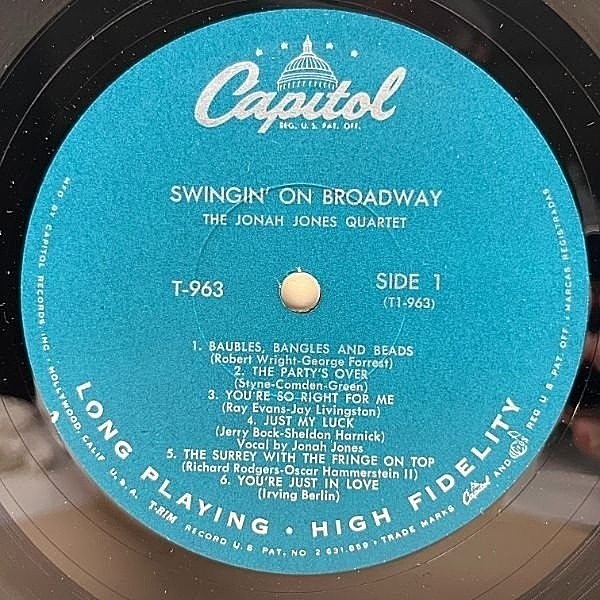 Capitol
REG. U.S. PAT. OFF.
SWINGIN' ON BROADWAY
THE JONAH JONES QUARTET
T-963
SIDE 1
(T1-963)
1. BAUBLES, BANGLES AND BEADS
(Robert Wright-George Forrest)
2. THE PARTY'S OVER
(Styne-Comden-Green)
3. YOU'RE SO RIGHT FOR ME
(Ray Evans-Jay Livingston)
4. JUST MY LUCK
(Jerry Bock-Sheldon Harnick)
Vocal by Jonah Jones
5. THE SURREY WITH THE FRINGE ON TOP
(Richard Rodgers-Oscar Hammerstein II)
6. YOU'RE JUST IN LOVE
(Irving Berlin)
LONG PLAYING • HIGH FIDELITY
MFD. BY CAPITOL RECORDS, INC. • HOLLYWOOD, CALIF. U.S.A. T-RIM RECORD U.S. PAT. NO 2 631,859 • TRADE MARKS Capitol AND REG U S PAT. OFF. • MARCAS REGISTRADAS